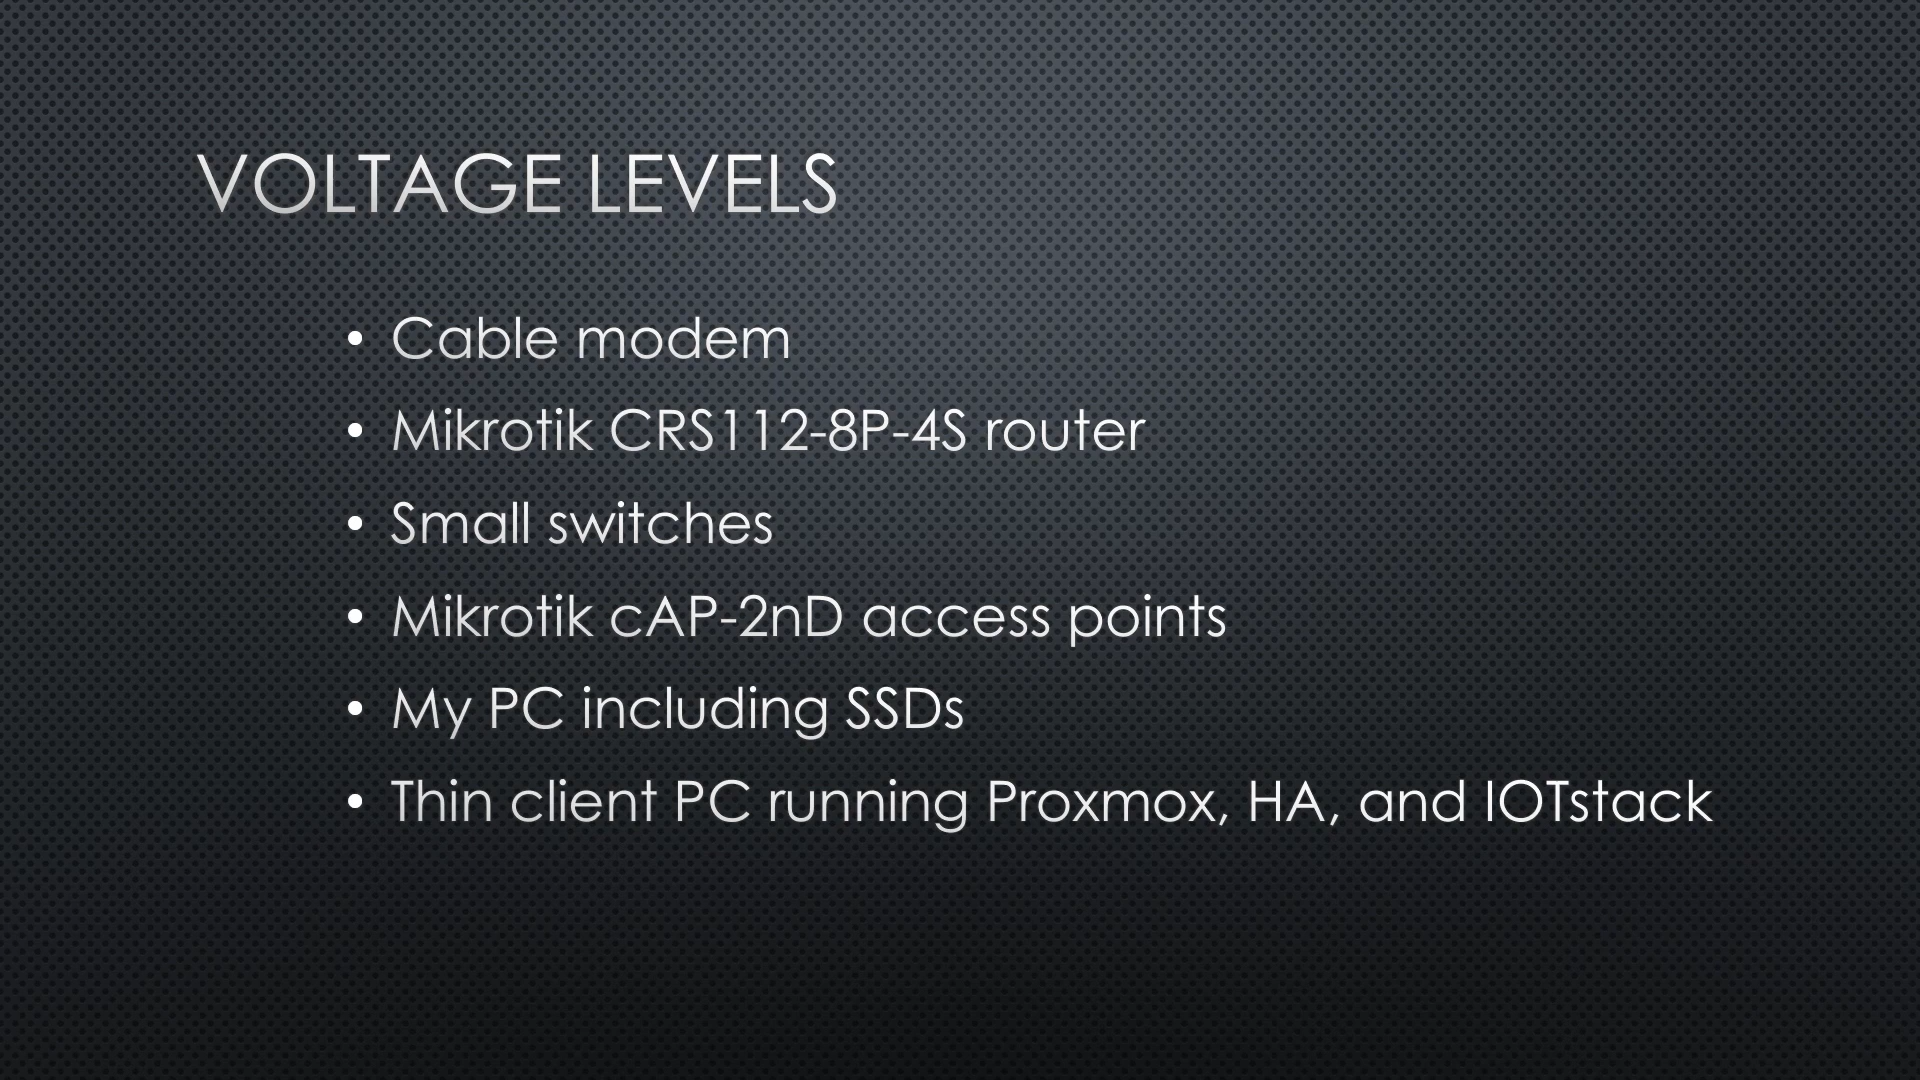 VOLTAGE LEVELS
• Cable modem
• Mikrotik CRS112-8P-4S router
• Small switches
• Mikrotik cAP-2nD access points
• My PC including SSDs
• Thin client PC running Proxmox, HA, and IOTstack